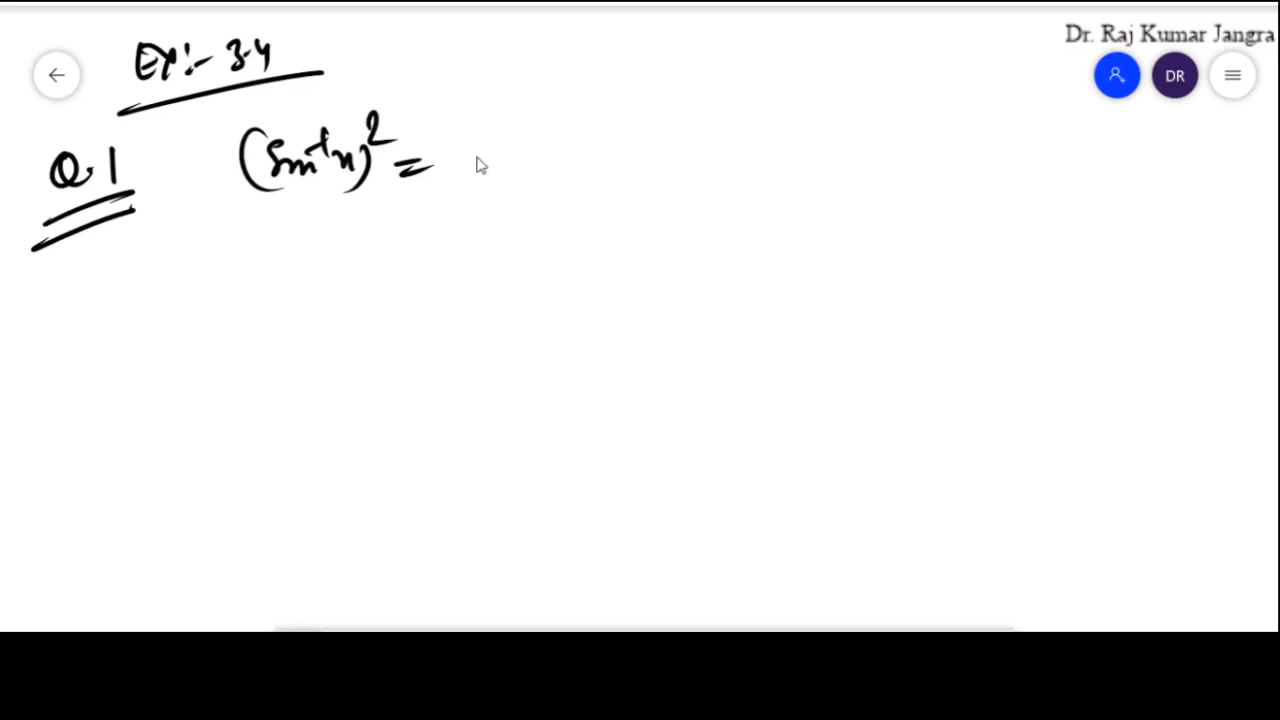 Dr. Raj Kumar Jangra
Ex:- 3.4
DR
Q.1 (Sin⁻¹x)² =